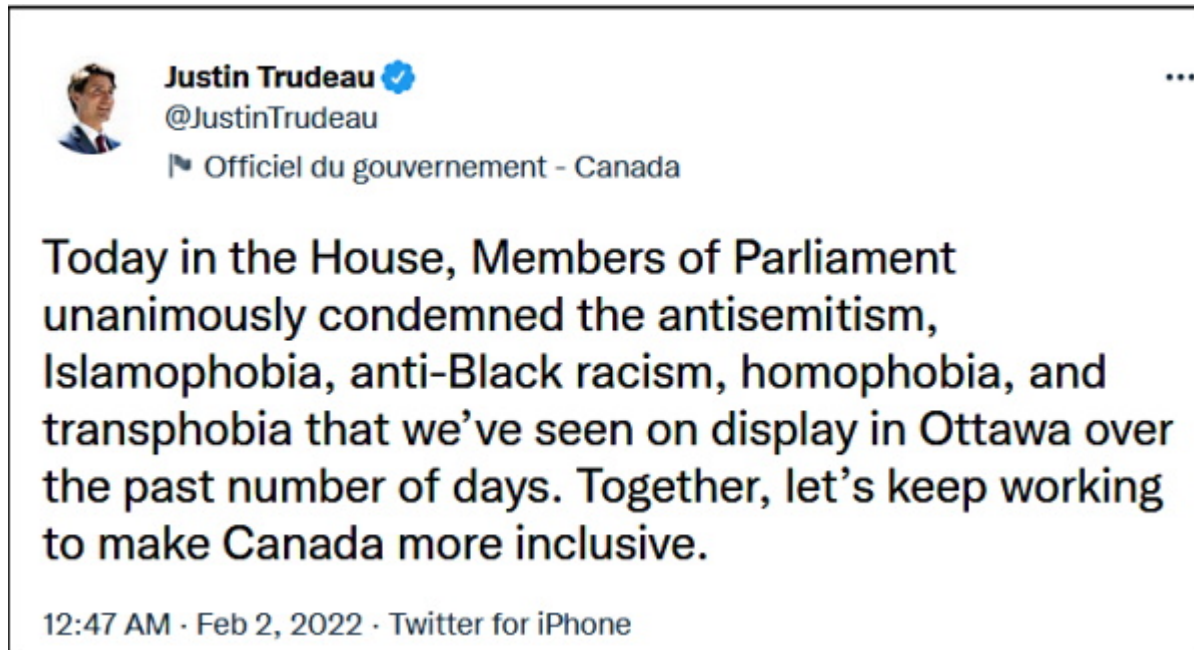 Justin Trudeau
@JustinTrudeau
Officiel du gouvernement - Canada
Today in the House, Members of Parliament
unanimously condemned the antisemitism,
Islamophobia, anti-Black racism, homophobia, and
transphobia that we’ve seen on display in Ottawa over
the past number of days. Together, let’s keep working
to make Canada more inclusive.
12:47 AM · Feb 2, 2022 · Twitter for iPhone